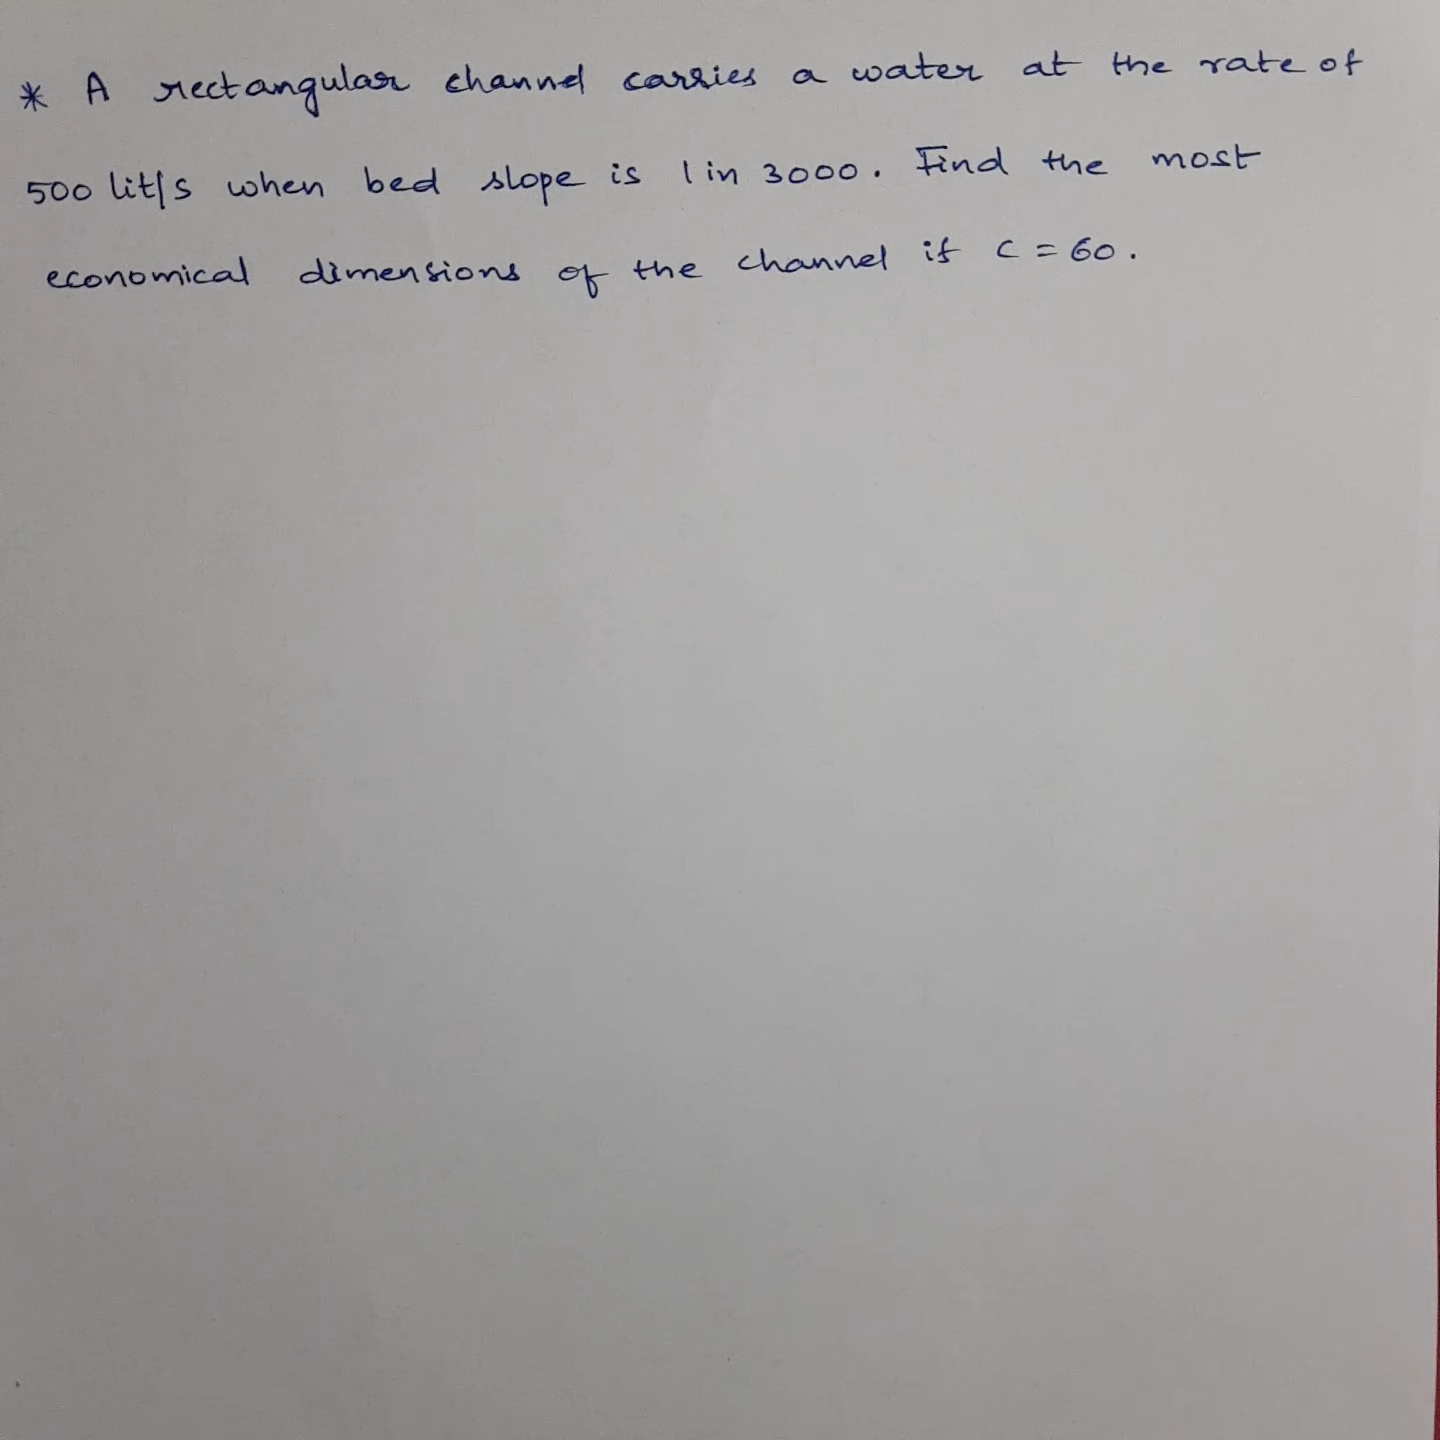 * A rectangular channel carries a water at the rate of
500 lit/s when bed slope is 1 in 3000. Find the most
economical dimensions of the channel if C = 60.